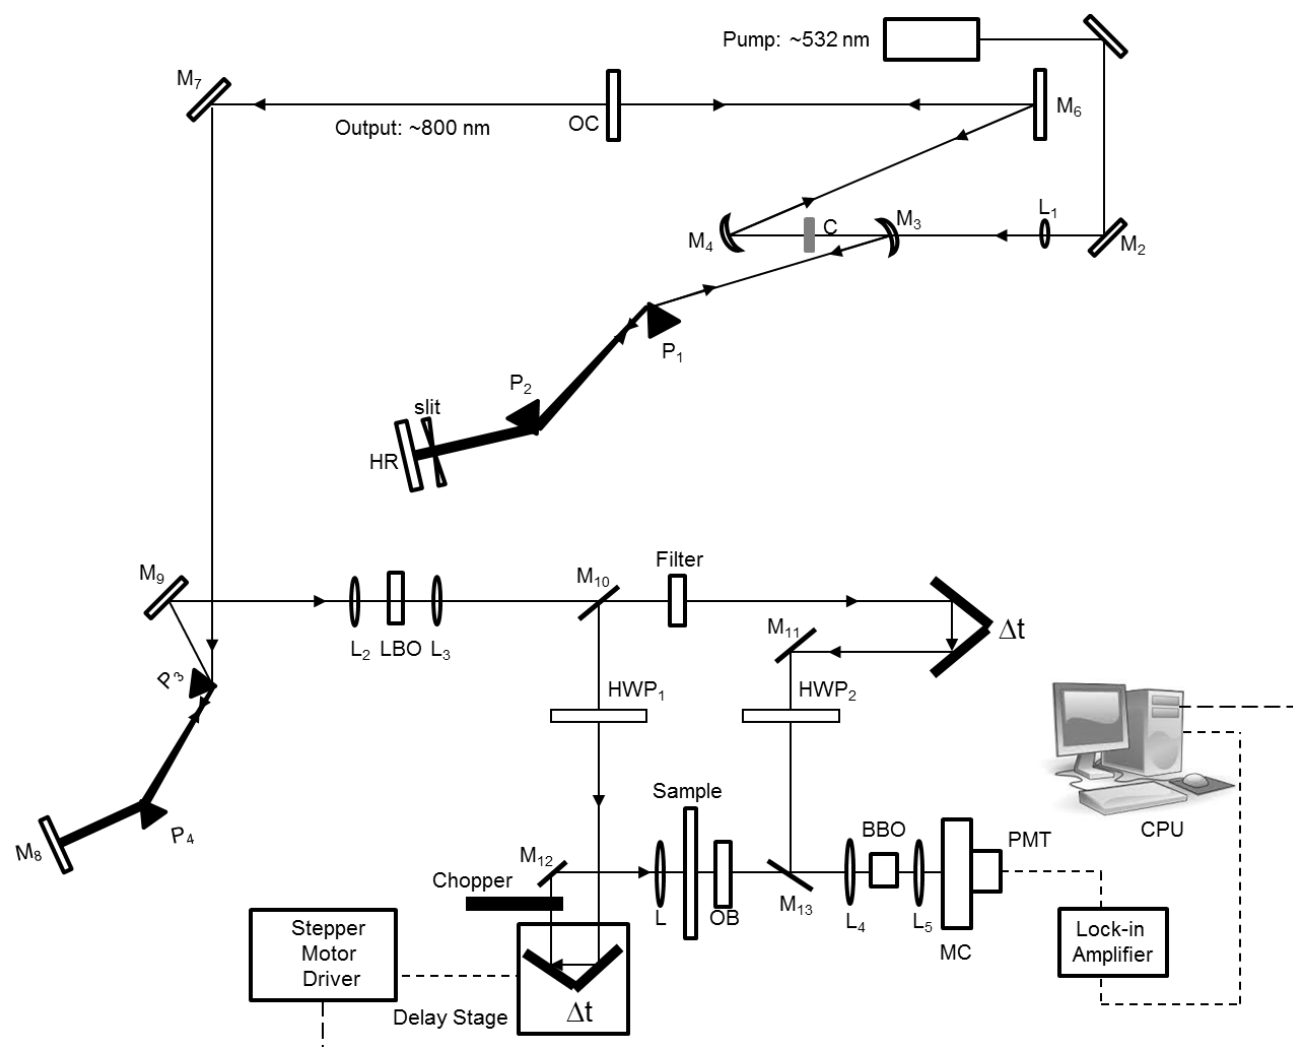 Pump: ~532 nm
M7
OC
M6
Output: ~800 nm
M4
C
M3
L1
M2
P1
P2
slit
HR
M9
M10
Filter
L2
LBO
L3
M11
Δt
P3
HWP1
HWP2
Sample
BBO
PMT
CPU
M8
P4
M12
Chopper
L
OB
M13
L4
L5
MC
Stepper
Motor
Driver
Lock-in
Amplifier
Delay Stage
Δt